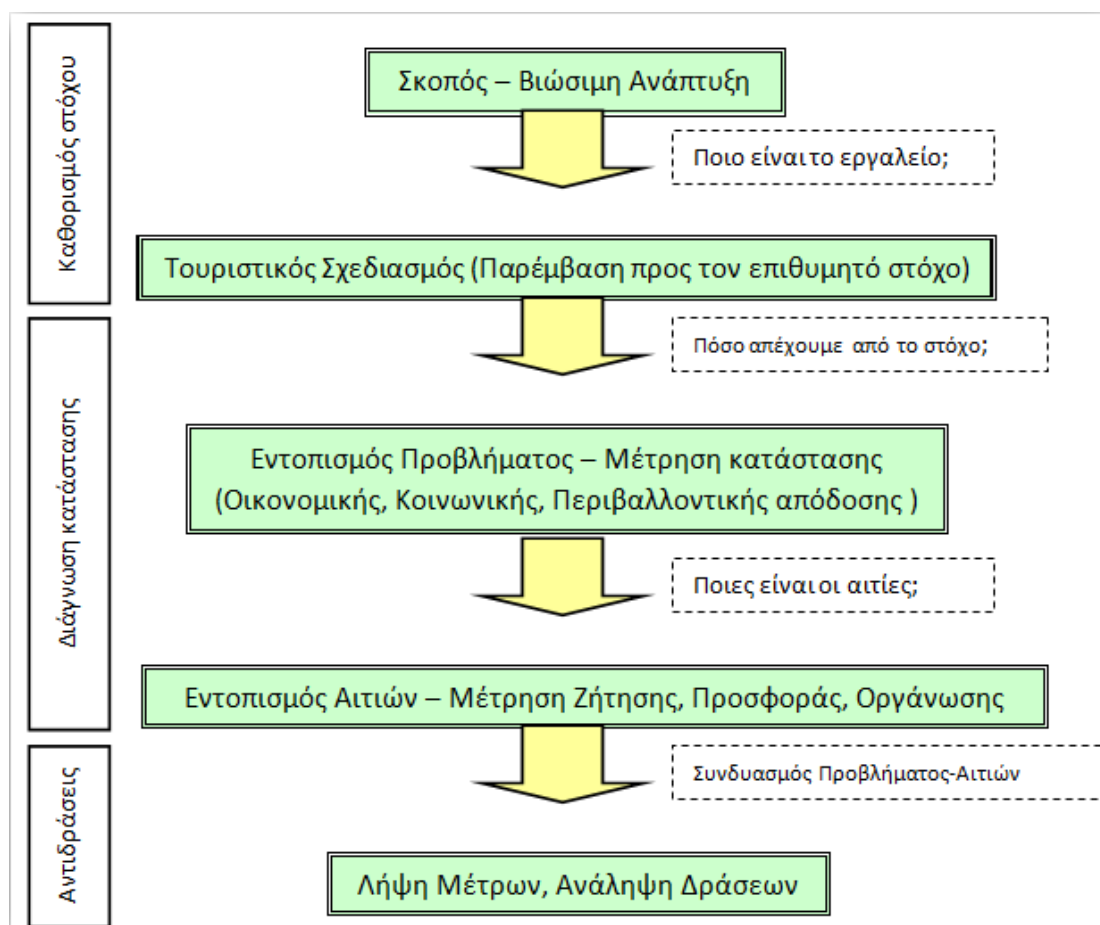 Καθορισμός στόχου
Σκοπός – Βιώσιμη Ανάπτυξη
Ποιο είναι το εργαλείο;
Τουριστικός Σχεδιασμός (Παρέμβαση προς τον επιθυμητό στόχο)
Διάγνωση κατάστασης
Πόσο απέχουμε από το στόχο;
Εντοπισμός Προβλήματος – Μέτρηση κατάστασης
(Οικονομικής, Κοινωνικής, Περιβαλλοντικής απόδοσης )
Ποιες είναι οι αιτίες;
Εντοπισμός Αιτιών – Μέτρηση Ζήτησης, Προσφοράς, Οργάνωσης
Αντιδράσεις
Συνδυασμός Προβλήματος-Αιτιών
Λήψη Μέτρων, Ανάληψη Δράσεων